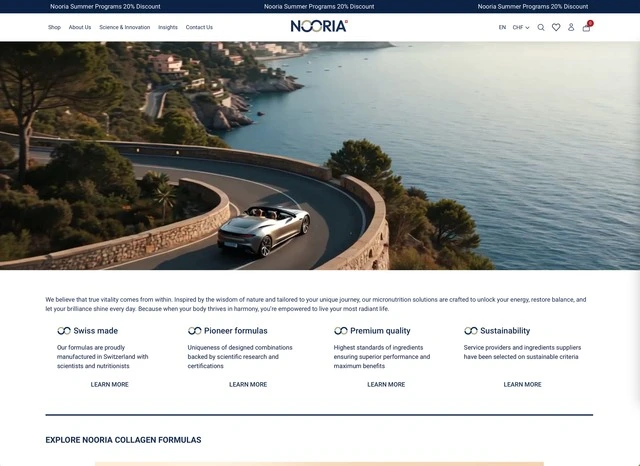 Nooria Summer Programs 20% Discount Nooria Summer Programs 20% Discount Nooria Summer Programs 20% Discount
Shop About Us Science & Innovation Insights Contact Us NOORIA EN CHF 0
We believe that true vitality comes from within. Inspired by the wisdom of nature and tailored to your unique journey, our micronutrition solutions are crafted to unlock your energy, restore balance, and
let your brilliance shine every day. Because when your body thrives in harmony, you're empowered to live your most radiant life.
Swiss made
Our formulas are proudly
manufactured in Switzerland with
scientists and nutritionists
LEARN MORE
Pioneer formulas
Uniqueness of designed combinations
backed by scientific research and
certifications
LEARN MORE
Premium quality
Highest standards of ingredients
ensuring superior performance and
maximum benefits
LEARN MORE
Sustainability
Service providers and ingredients suppliers
have been selected on sustainable criteria
LEARN MORE
EXPLORE NOORIA COLLAGEN FORMULAS